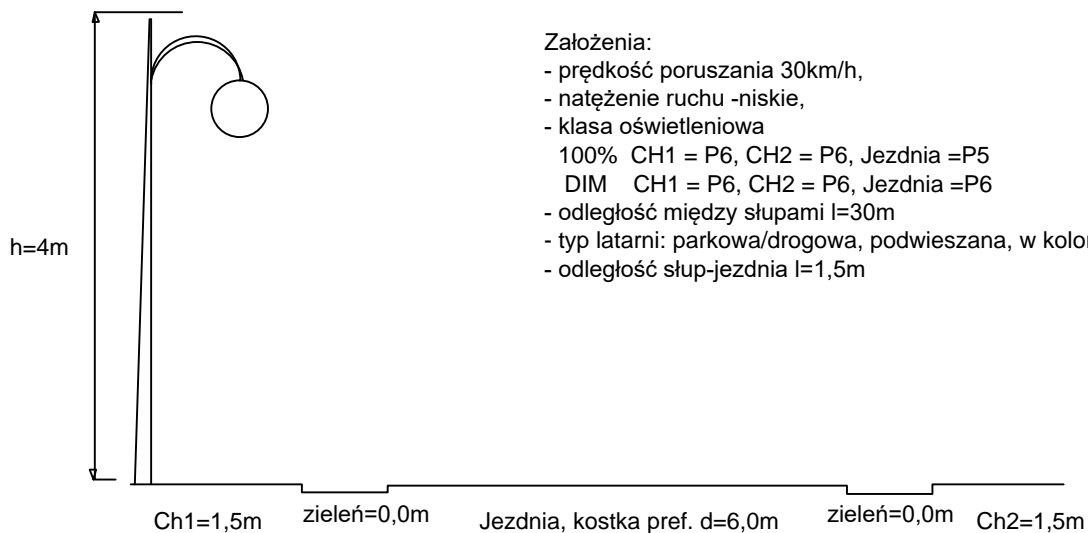 Założenia:
- prędkość poruszania 30km/h,
- natężenie ruchu -niskie,
- klasa oświetleniowa
100% CH1 = P6, CH2 = P6, Jezdnia =P5
DIM CH1 = P6, CH2 = P6, Jezdnia =P6
- odległość między słupami l=30m
- typ latarni: parkowa/drogowa, podwieszana, w
- odległość słup-jezdnia l=1,5m
h=4m
Ch1=1,5m zieleń=0,0m Jezdnia, kostka pref. d=6,0m zieleń=0,0m Ch2=1,5m